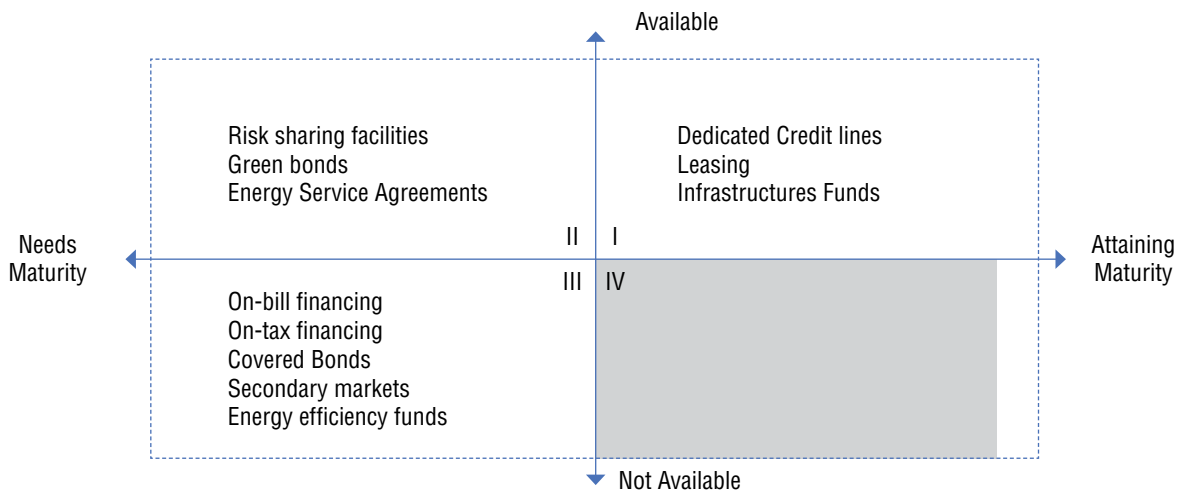 Available
Risk sharing facilities
Green bonds
Energy Service Agreements
Dedicated Credit lines
Leasing
Infrastructures Funds
II
I
Needs
Maturity
Attaining
Maturity
III
IV
On-bill financing
On-tax financing
Covered Bonds
Secondary markets
Energy efficiency funds
Not Available